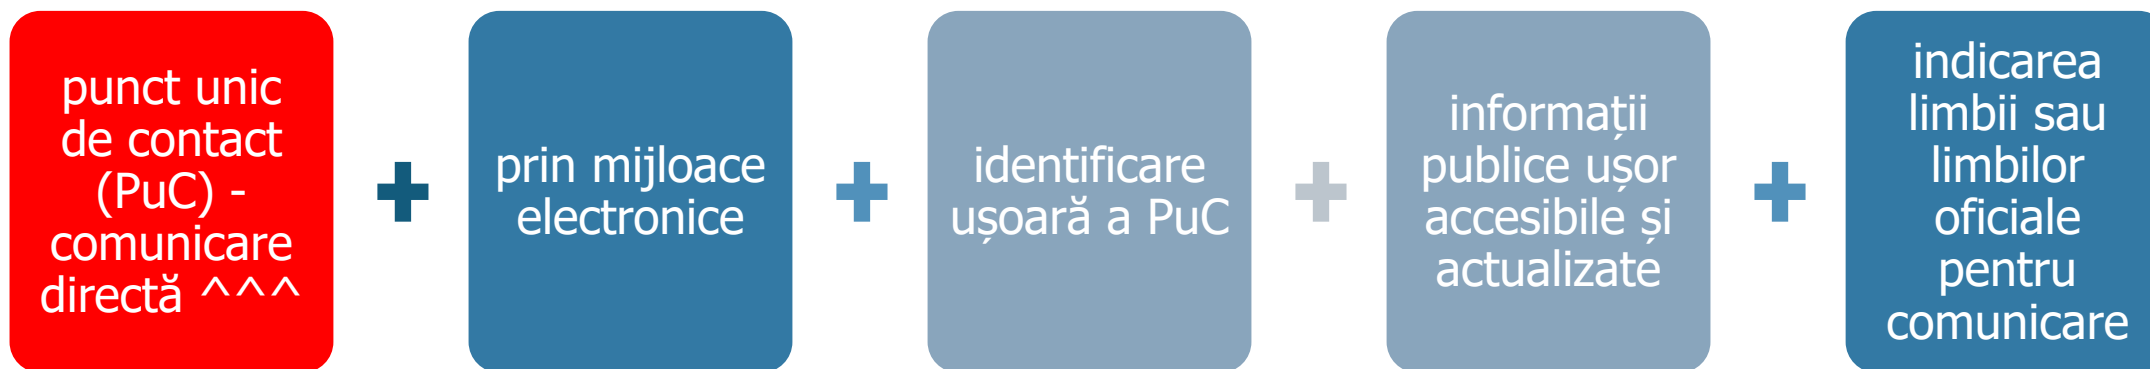 punct unic
de contact
(PuC) -
comunicare
directă ^^^
prin mijloace
electronice
identificare
ușoară a PuC
informații
publice ușor
accesibile și
actualizate
indicarea
limbii sau
limbilor
oficiale
pentru
comunicare